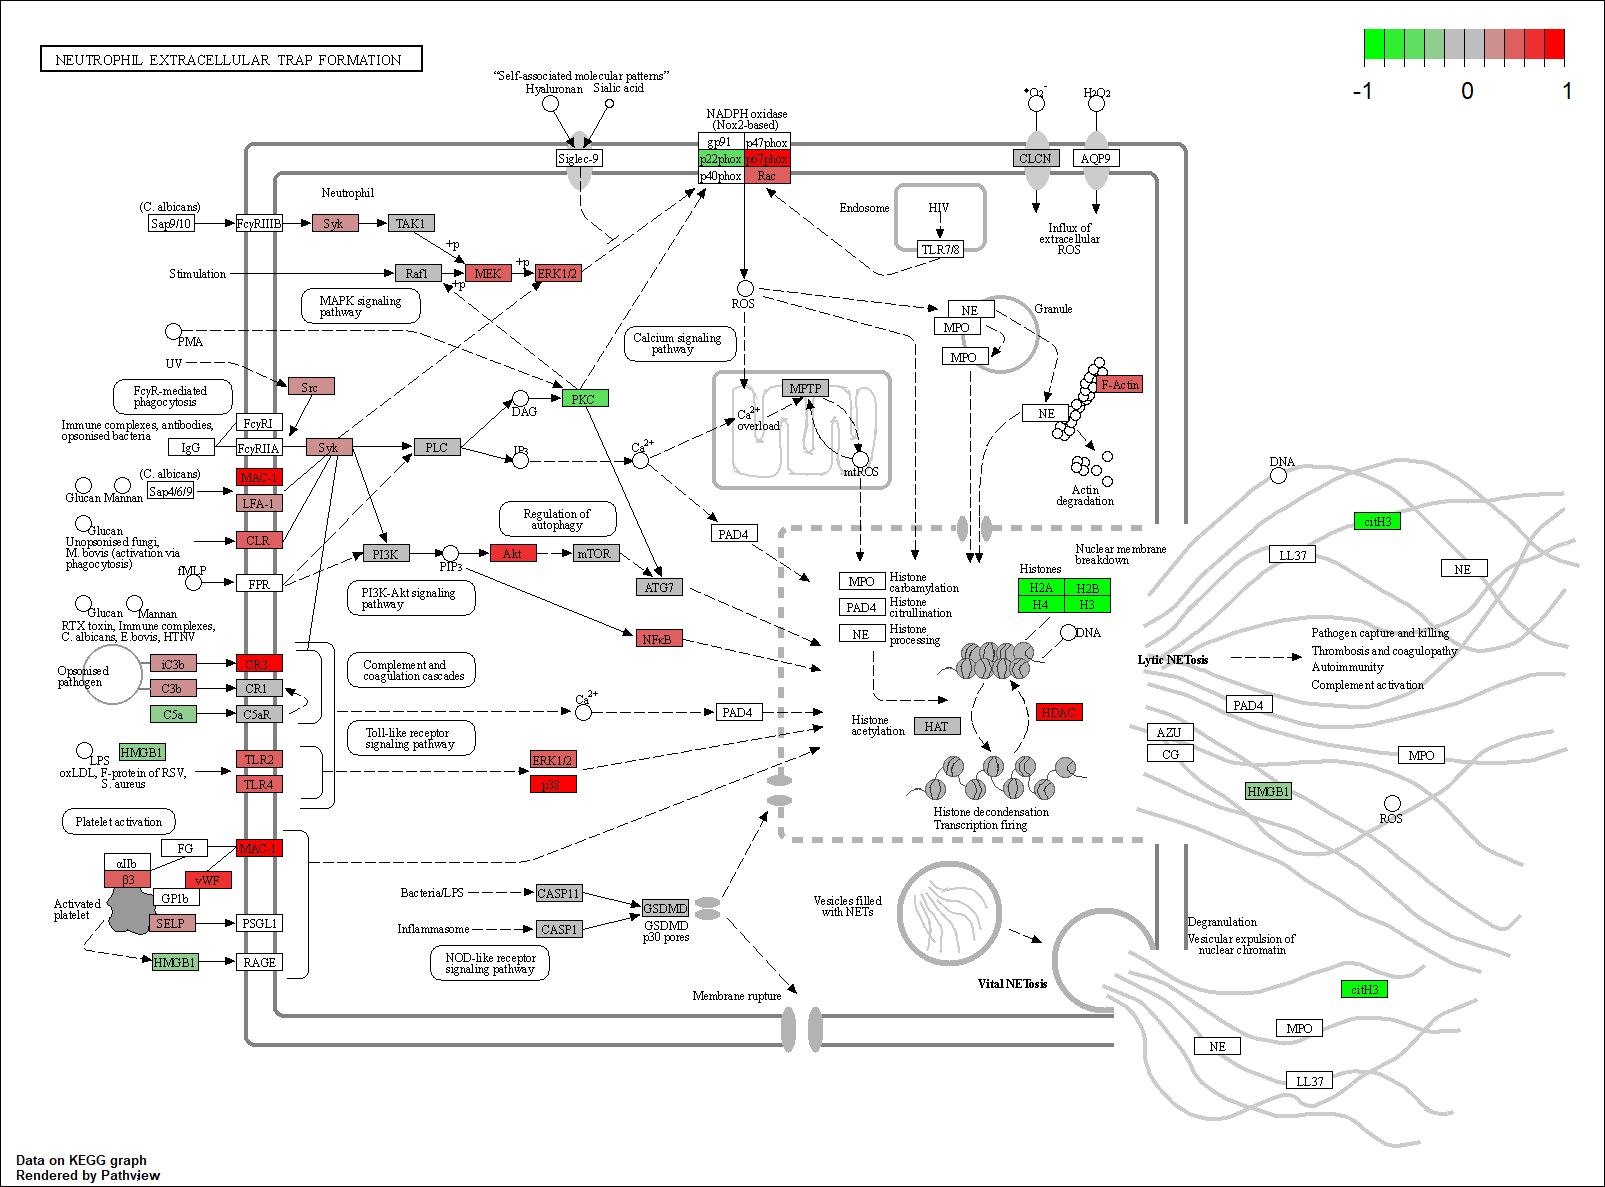 NEUTROPHIL EXTRACELLULAR TRAP FORMATION
-1
0
1
“Self-associated molecular patterns”
Hyaluronan
Sialic acid
Siglec-9
NADPH oxidase
(Nox2-based)
gp91
p47phox
p22phox
p67phox
p40phox
Rac
•O2-
H2O2
CLCN
AQP9
Influx of
extracellular
ROS
Neutrophil
(C. albicans)
Sap9/10
FcγRIIIB
Syk
TAK1
+p
Stimulation
Raf1
MEK
+p
ERK1/2
+p
MAPK signaling
pathway
Endosome
HIV
TLR7/8
ROS
NE
MPO
MPO
Granule
PMA
UV
Src
Calcium signaling
pathway
FcγR-mediated
phagocytosis
PKC
DAG
MPTP
Ca2+
overload
mtROS
F-Actin
NE
Actin
degradation
Immune complexes, antibodies,
opsonised bacteria
FcγRI
IgG
FcγRIIA
Syk
PLC
IP3
Ca2+
(C. albicans)
MAC-1
Glucan
Mannan
Sap4/6/9
LFA-1
Glucan
Unopsonised fungi,
M. bovis (activation via
phagocytosis)
CLR
fMLP
FPR
Regulation of
autophagy
PI3K
PIP3
Akt
mTOR
ATG7
PAD4
PI3K-Akt signaling
pathway
NFκB
Nuclear membrane
breakdown
MPO
Histone
carbamylation
PAD4
Histone
citrullination
NE
Histone
processing
Histones
H2A
H2B
H4
H3
DNA
Glucan
Mannan
RTX toxin, Immune complexes,
C. albicans, E.bovis, HTNV
Opsonised
pathogen
iC3b
CR3
C3b
CR1
C5a
C5aR
Complement and
coagulation cascades
Ca2+
PAD4
Histone
acetylation
HAT
HDAC
Toll-like receptor
signaling pathway
LPS
HMGB1
oxLDL, F-protein of RSV,
S. aureus
TLR2
TLR4
ERK1/2
p38
Histone decondensation
Transcription firing
Platelet activation
FG
MAC-1
αIIb
β3
vWF
GP1b
Activated
platelet
SELP
PSGL1
HMGB1
RAGE
Bacteria/LPS
CASP11
Inflammasome
CASP1
GSDMD
GSDMD
p30 pores
NOD-like receptor
signaling pathway
Membrane rupture
Vesicles filled
with NETs
Vital NETosis
Degranulation
Vesicular expulsion of
nuclear chromatin
DNA
citH3
LL37
NE
Lytic NETosis
Pathogen capture and killing
Thrombosis and coagulopathy
Autoimmunity
Complement activation
PAD4
AZU
CG
MPO
HMGB1
ROS
citH3
MPO
NE
LL37
Data on KEGG graph
Rendered by Pathview